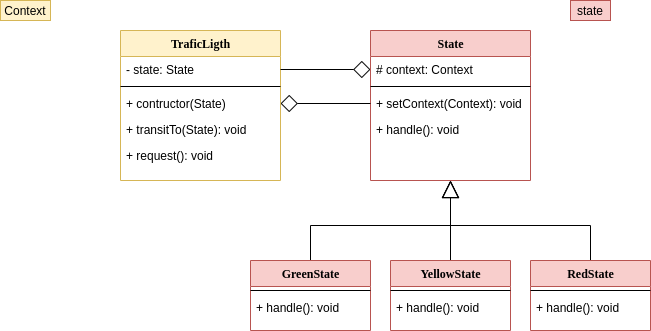 Context
state
TraficLigth
- state: State
+ contructor(State)
+ transitTo(State): void
+ request(): void
State
# context: Context
+ setContext(Context): void
+ handle(): void
GreenState
+ handle(): void
YellowState
+ handle(): void
RedState
+ handle(): void